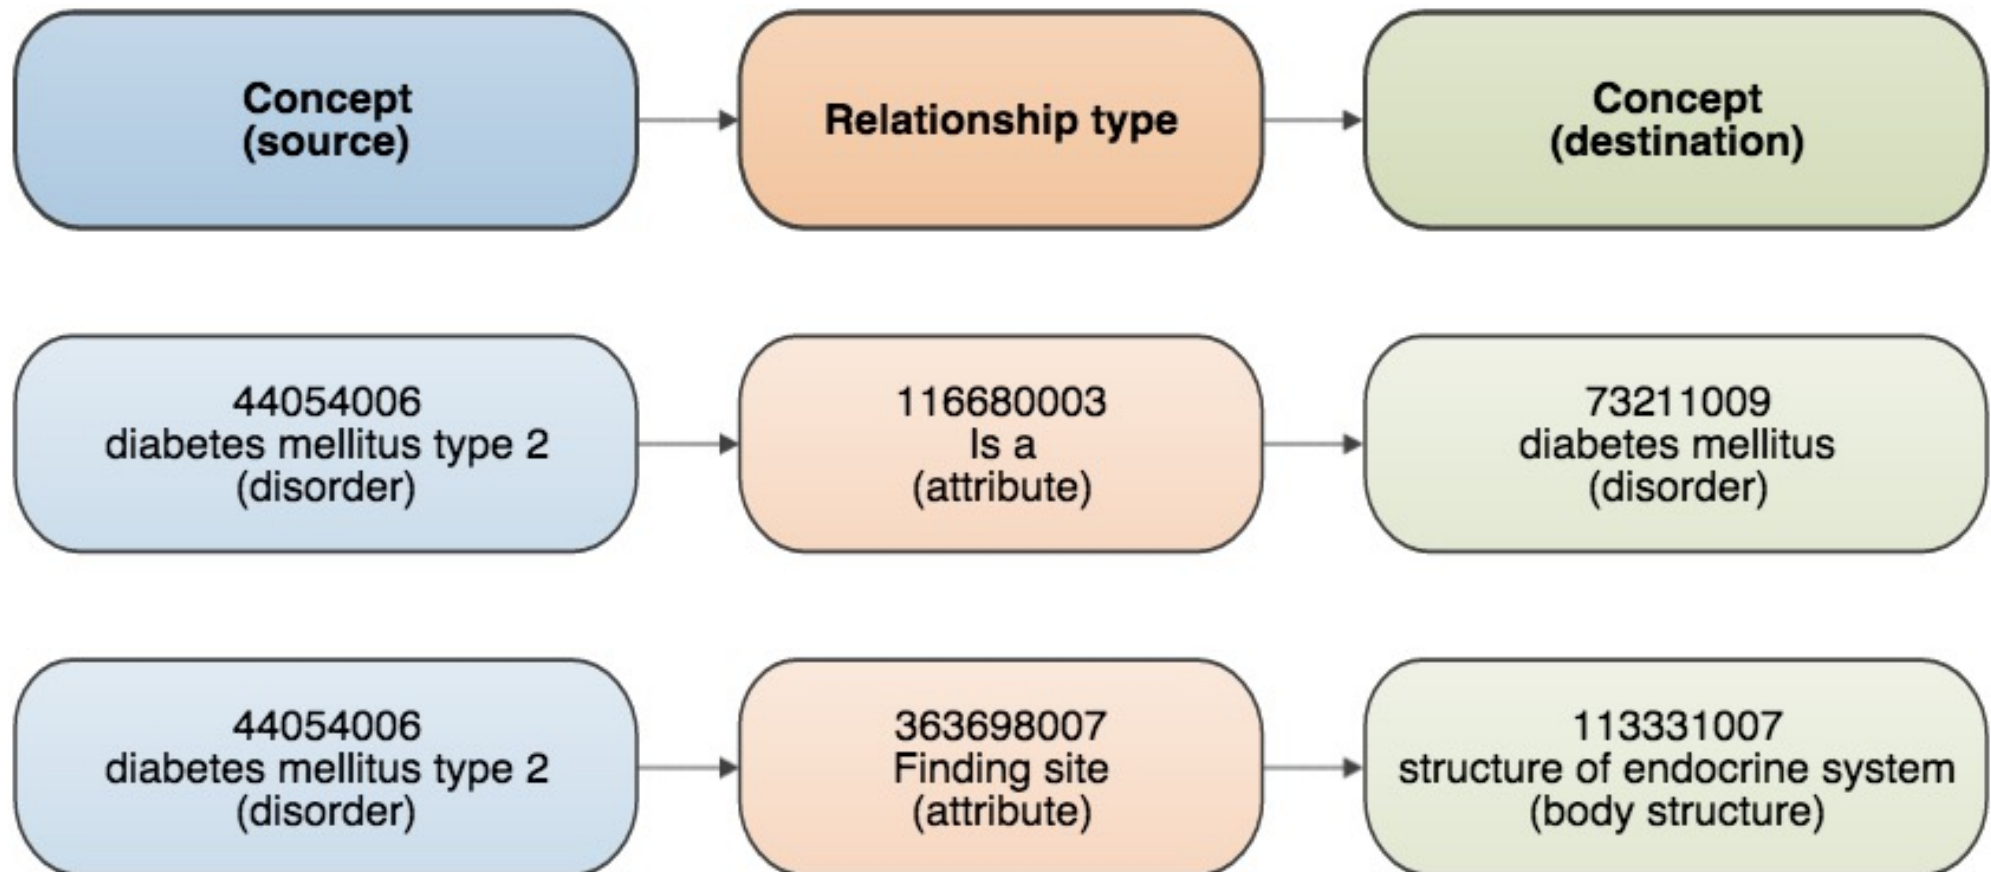 Concept
(source)
Relationship type
Concept
(destination)
44054006
diabetes mellitus type 2
(disorder)
116680003
Is a
(attribute)
73211009
diabetes mellitus
(disorder)
44054006
diabetes mellitus type 2
(disorder)
363698007
Finding site
(attribute)
113331007
structure of endocrine system
(body structure)